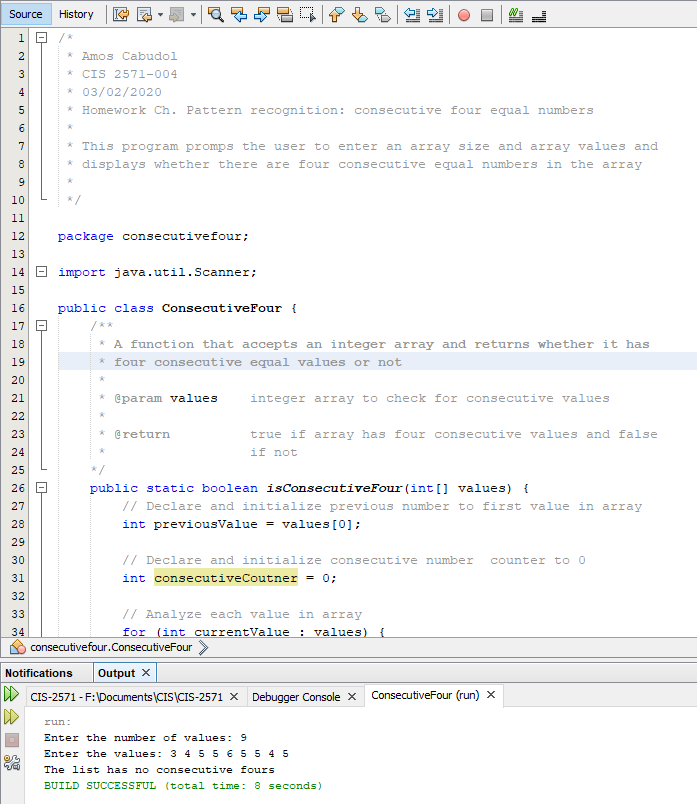 Source History
1 /*
2 * Amos Cabudol
3 * CIS 2571-004
4 * 03/02/2020
5 * Homework Ch. Pattern recognition: consecutive four equal numbers
6 *
7 * This program promps the user to enter an array size and array values and
8 * displays whether there are four consecutive equal numbers in the array
9 *
10 */
11
12 package consecutivefour;
13
14 import java.util.Scanner;
15
16 public class ConsecutiveFour {
17 /**
18 * A function that accepts an integer array and returns whether it has
19 * four consecutive equal values or not
20 *
21 * @param values integer array to check for consecutive values
22 *
23 * @return true if array has four consecutive values and false
24 * if not
25 */
26 public static boolean isConsecutiveFour(int[] values) {
27 // Declare and initialize previous number to first value in array
28 int previousValue = values[0];
29
30 // Declare and initialize consecutive number  counter to 0
31 int consecutiveCoutner = 0;
32
33 // Analyze each value in array
34 for (int currentValue : values) {
consecutivefour.ConsecutiveFour
Notifications Output
CIS-2571 - F:\Documents\CIS\CIS-2571 Debugger Console ConsecutiveFour (run)
run:
Enter the number of values: 9
Enter the values: 3 4 5 5 6 5 5 4 5
The list has no consecutive fours
BUILD SUCCESSFUL (total time: 8 seconds)